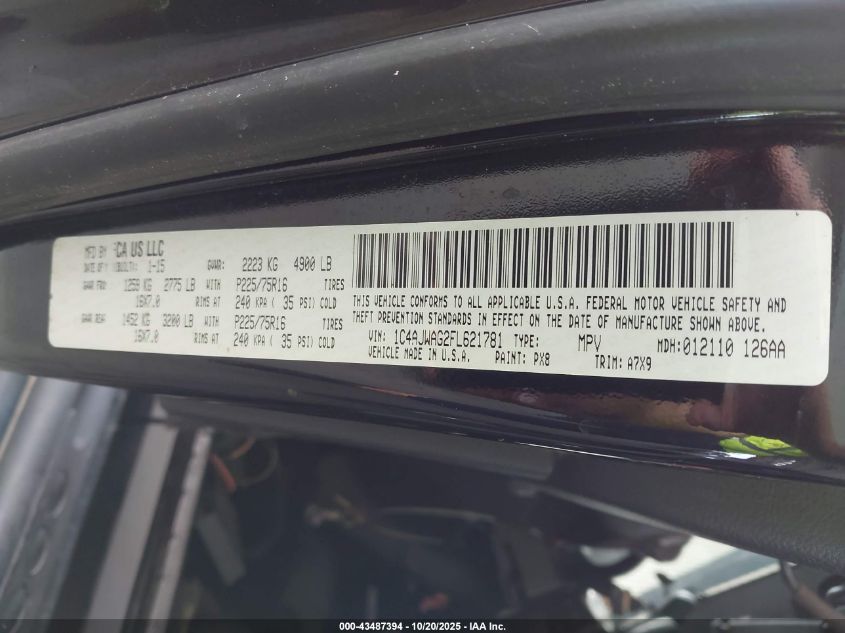 MFD BY FCA US LLC
DATE OF M BUILT: 1-15 GVWR: 2223 KG 4900 LB
GAWR FRO: 1259 KG 2775 LB WITH P225/75R16 TIRES
16X7.0 RIMS AT 240 KPA ( 35 PSI) COLD
GAWR REA: 1452 KG 3200 LB WITH P225/75R16 TIRES
16X7.0 RIMS AT 240 KPA ( 35 PSI) COLD
THIS VEHICLE CONFORMS TO ALL APPLICABLE U.S.A. FEDERAL MOTOR VEHICLE SAFETY AND
THEFT PREVENTION STANDARDS IN EFFECT ON THE DATE OF MANUFACTURE SHOWN ABOVE.
VIN: 1C4AJWAG2FL621781 TYPE: MPV MDH:012110 126AA
VEHICLE MADE IN U.S.A. PAINT: PX8 TRIM: A7X9
000-43487394 | 10/20/2025 - IAA Inc.